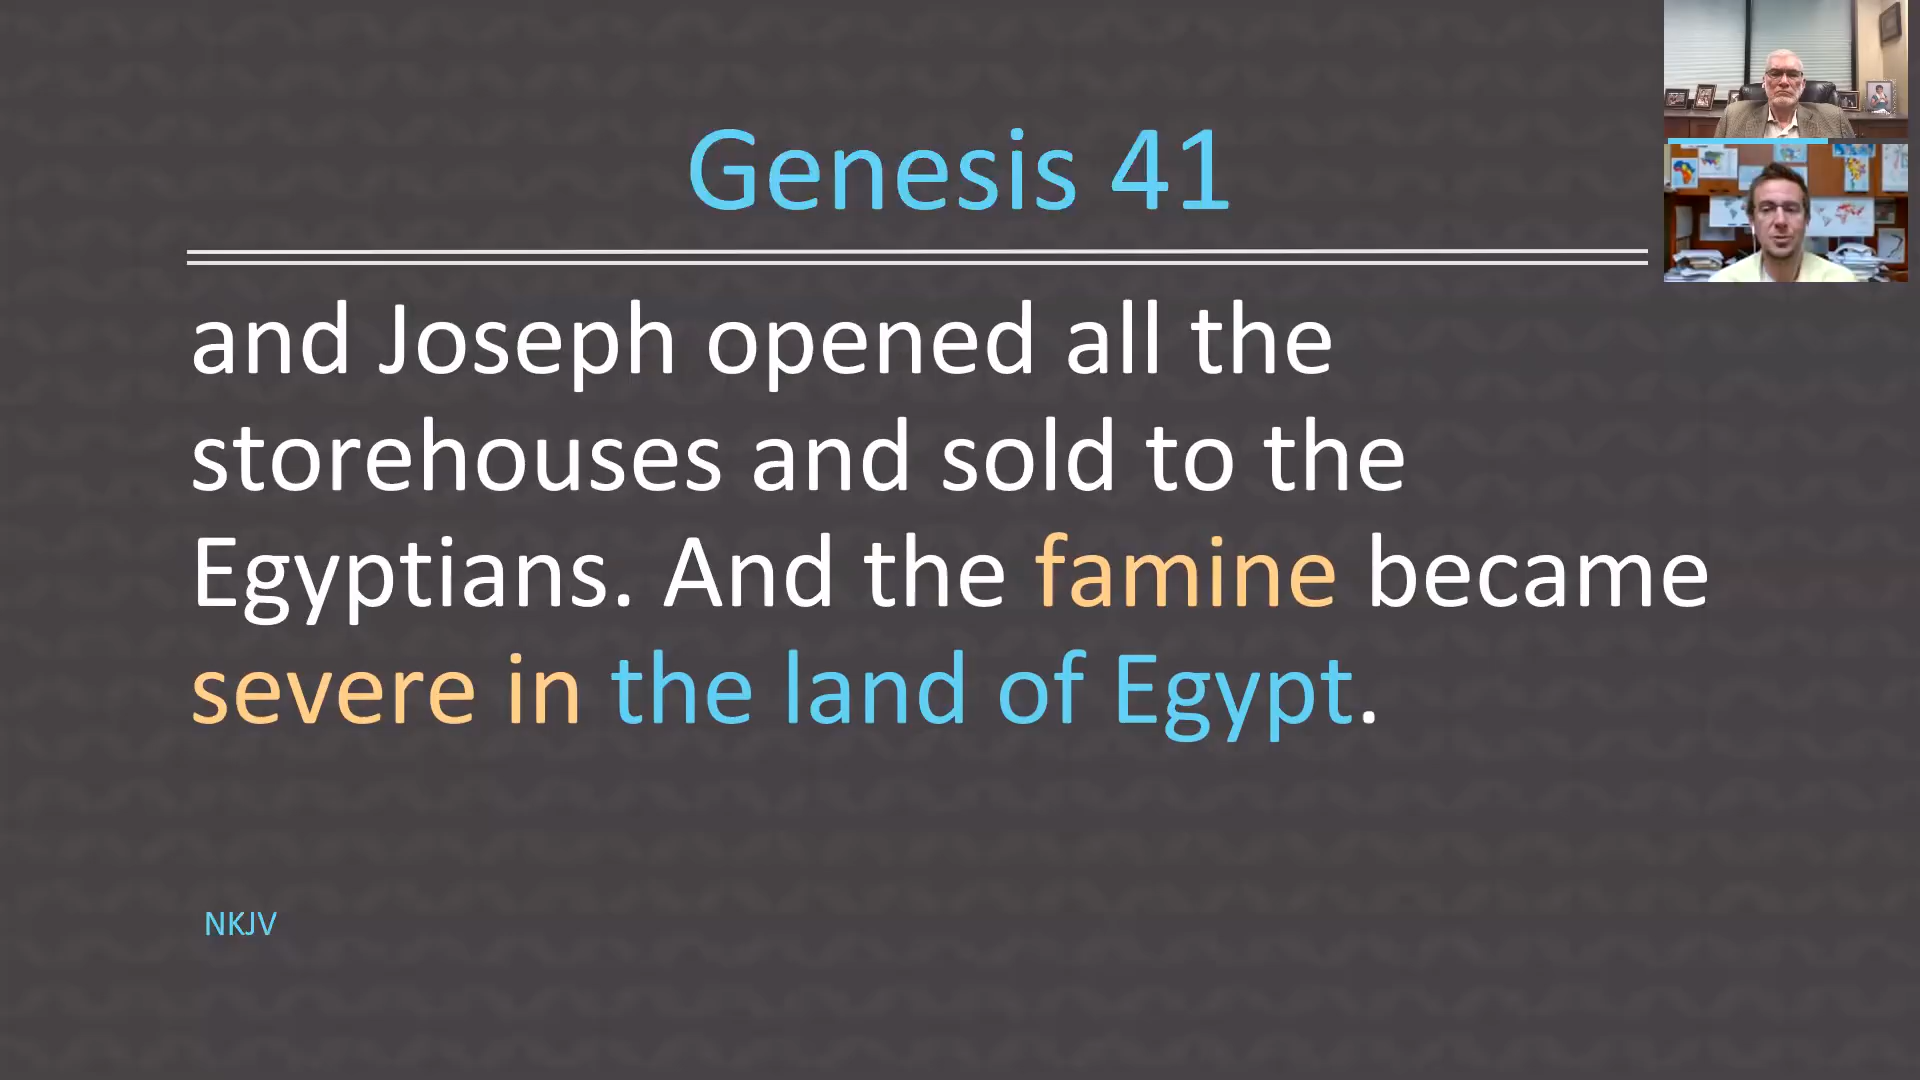 Genesis 41
and Joseph opened all the
storehouses and sold to the
Egyptians. And the famine became
severe in the land of Egypt.
NKJV